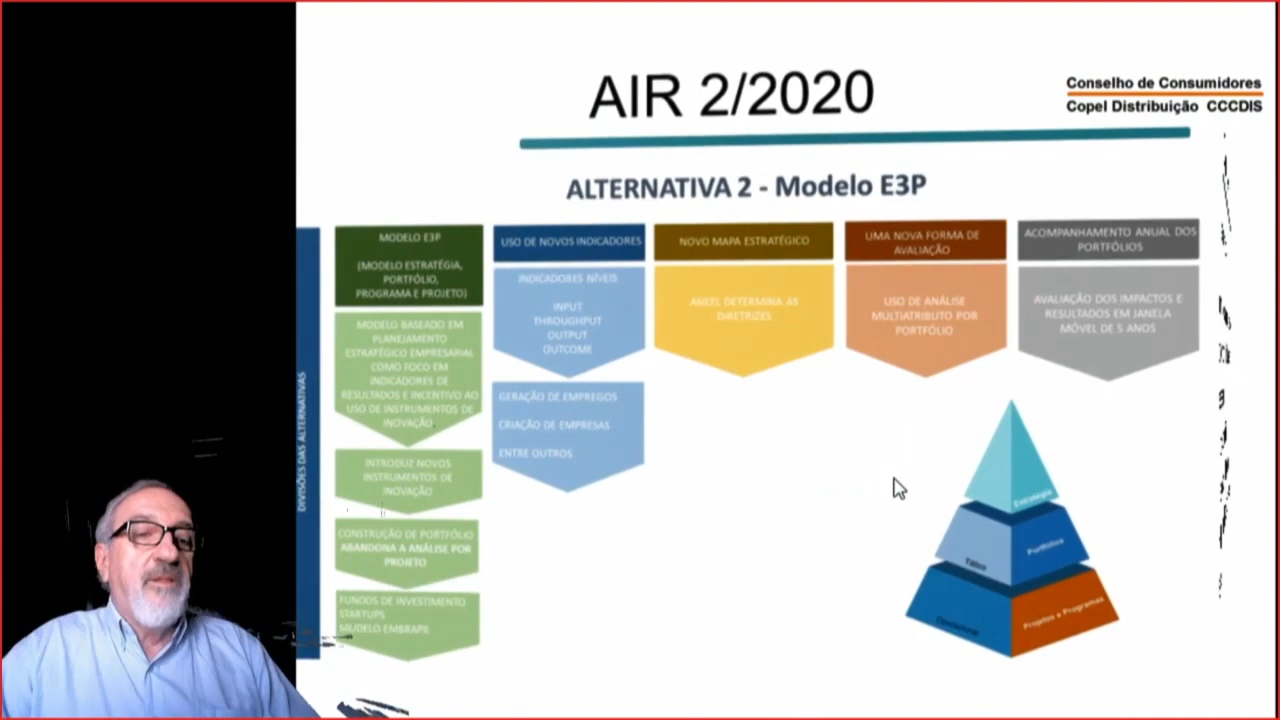 AIR 2/2020
Conselho de Consumidores
Copel Distribuição CCCDIS
ALTERNATIVA 2 - Modelo E3P
DIVISÕES DAS ALTERNATIVAS
MODELO E3P
(MODELO ESTRATÉGIA,
PORTFÓLIO,
PROGRAMA E PROJETO)
MODELO BASEADO EM
PLANEJAMENTO
ESTRATÉGICO EMPRESARIAL
COMO FOCO EM
INDICADORES DE
RESULTADOS E INCENTIVO AO
USO DE INSTRUMENTOS DE
INOVAÇÃO.
INTRODUZ NOVOS
INSTRUMENTOS DE
INOVAÇÃO
CONSTRUÇÃO DE PORTFÓLIO
ABANDONA A ANÁLISE POR
PROJETO
FUNDOS DE INVESTIMENTO
STARTUPS
MODELO EMBRAPII
USO DE NOVOS INDICADORES
INDICADORES NÍVEIS
INPUT
THROUGHPUT
OUTPUT
OUTCOME
GERAÇÃO DE EMPREGOS
CRIAÇÃO DE EMPRESAS
ENTRE OUTROS
NOVO MAPA ESTRATÉGICO
ANEEL DETERMINA AS
DIRETRIZES
UMA NOVA FORMA DE
AVALIAÇÃO
USO DE ANÁLISE
MULTIATRIBUTO POR
PORTFÓLIO
ACOMPANHAMENTO ANUAL DOS
PORTFÓLIOS
AVALIAÇÃO DOS IMPACTOS E
RESULTADOS EM JANELA
MÓVEL DE 5 ANOS
Estratégia
Tático
Portfólios
Operacional
Projetos e Programas